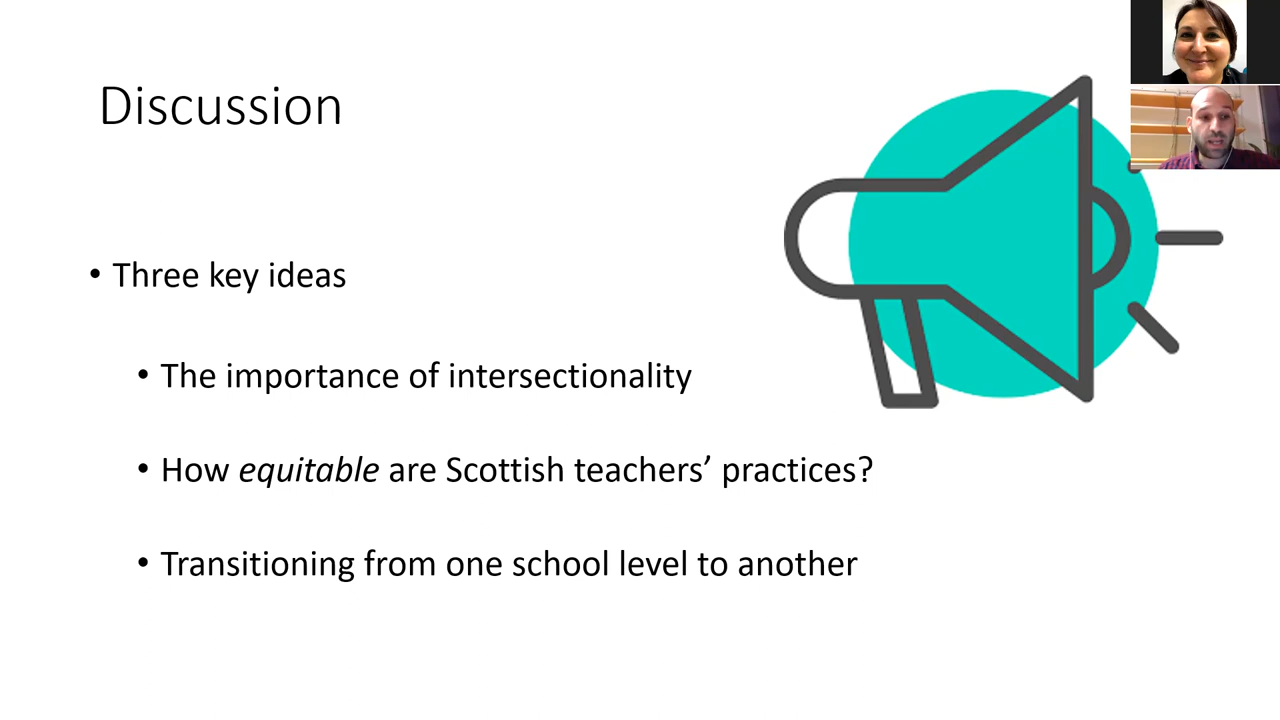 Discussion
• Three key ideas
• The importance of intersectionality
• How equitable are Scottish teachers’ practices?
• Transitioning from one school level to another